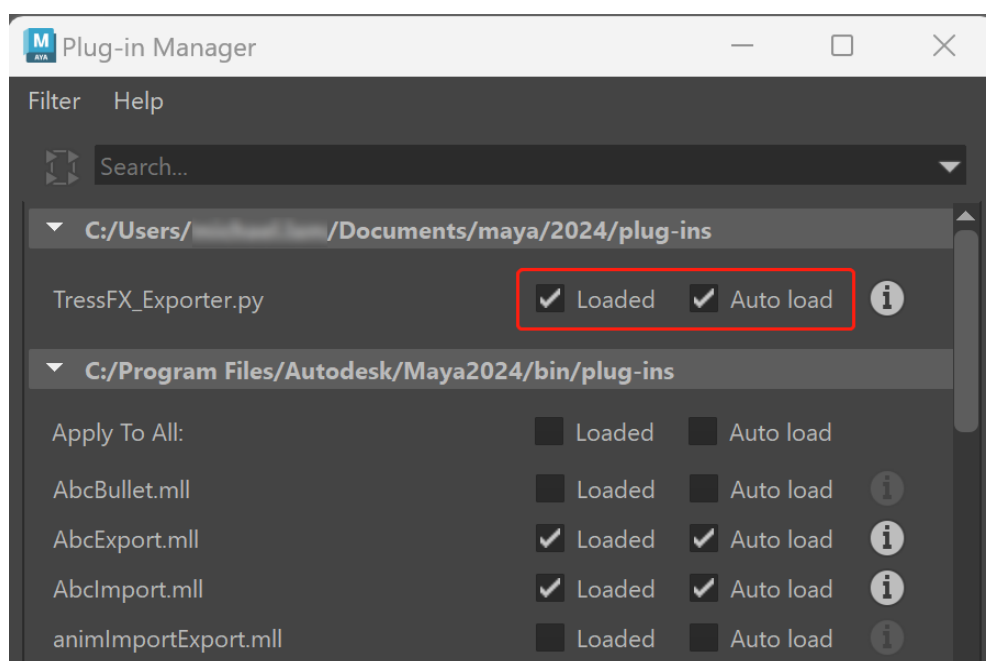 M
AYA
Plug-in Manager
Filter Help
Search...
C:/Users/ /Documents/maya/2024/plug-ins
TressFX_Exporter.py Loaded Auto load i
C:/Program Files/Autodesk/Maya2024/bin/plug-ins
Apply To All: Loaded Auto load
AbcBullet.mll Loaded Auto load i
AbcExport.mll Loaded Auto load i
AbcImport.mll Loaded Auto load i
animImportExport.mll Loaded Auto load i